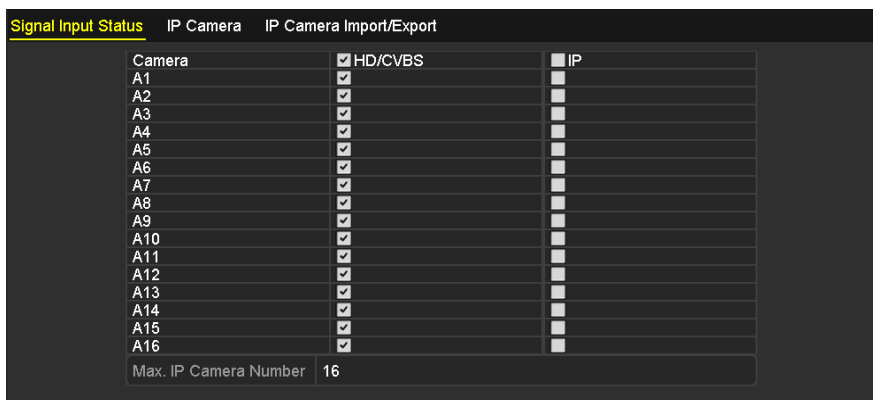 Signal Input Status IP Camera IP Camera Import/Export
Camera HD/CVBS IP
A1
A2
A3
A4
A5
A6
A7
A8
A9
A10
A11
A12
A13
A14
A15
A16
Max. IP Camera Number 16